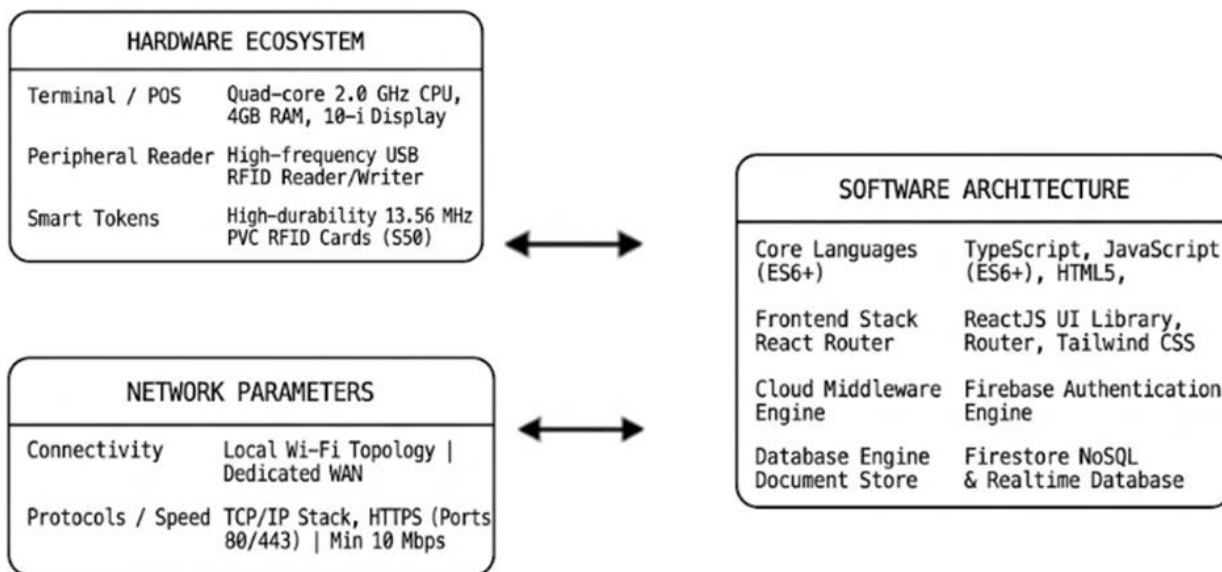 HARDWARE ECOSYSTEM
Terminal / POS Quad-core 2.0 GHz CPU,
4GB RAM, 10-i Display
Peripheral Reader High-frequency USB
RFID Reader/Writer
Smart Tokens High-durability 13.56 MHz
PVC RFID Cards (S50)
NETWORK PARAMETERS
Connectivity Local Wi-Fi Topology |
Dedicated WAN
Protocols / Speed TCP/IP Stack, HTTPS (Ports
80/443) | Min 10 Mbps
SOFTWARE ARCHITECTURE
Core Languages TypeScript, JavaScript
(ES6+) (ES6+), HTML5,
Frontend Stack ReactJS UI Library,
React Router Router, Tailwind CSS
Cloud Middleware Firebase Authentication
Engine Engine
Database Engine Firestore NoSQL
Document Store & Realtime Database